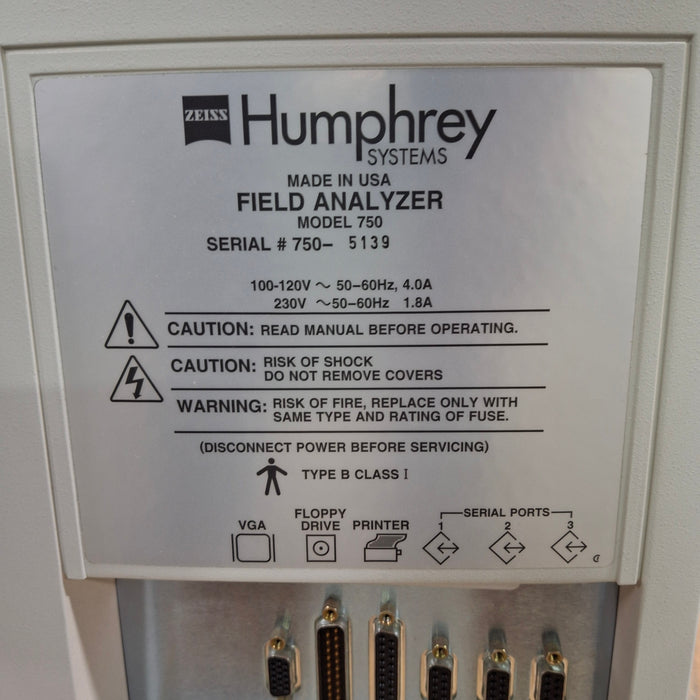 ZEISS Humphrey
SYSTEMS
MADE IN USA
FIELD ANALYZER
MODEL 750
SERIAL # 750– 5139
100-120V ~ 50–60Hz, 4.0A
230V ~50–60Hz 1.8A
CAUTION: READ MANUAL BEFORE OPERATING.
CAUTION: RISK OF SHOCK
DO NOT REMOVE COVERS
WARNING: RISK OF FIRE, REPLACE ONLY WITH
SAME TYPE AND RATING OF FUSE.
(DISCONNECT POWER BEFORE SERVICING)
TYPE B CLASS I
VGA
FLOPPY
DRIVE
PRINTER
SERIAL PORTS
1 2 3